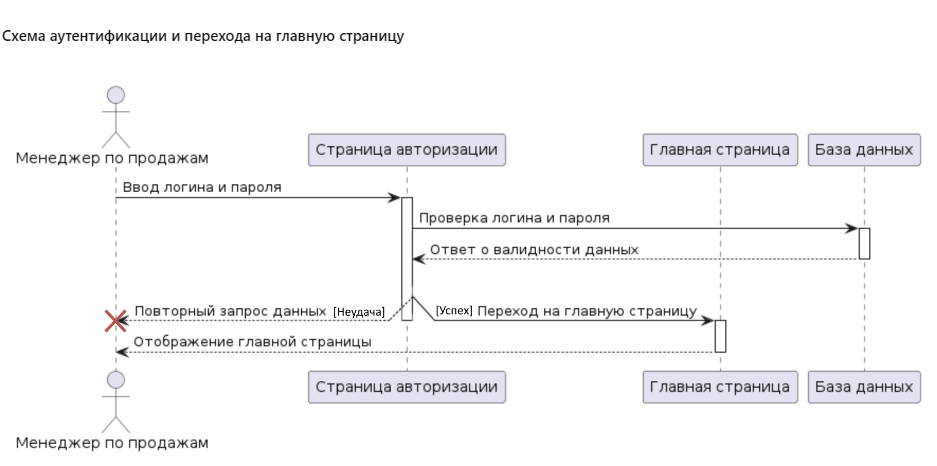 Схема аутентификации и перехода на главную страницу
Менеджер по продажам
Страница авторизации
Главная страница
База данных
Ввод логина и пароля
Проверка логина и пароля
Ответ о валидности данных
Повторный запрос данных [Неудача]
[Успех] Переход на главную страницу
Отображение главной страницы
Страница авторизации
Главная страница
База данных
Менеджер по продажам